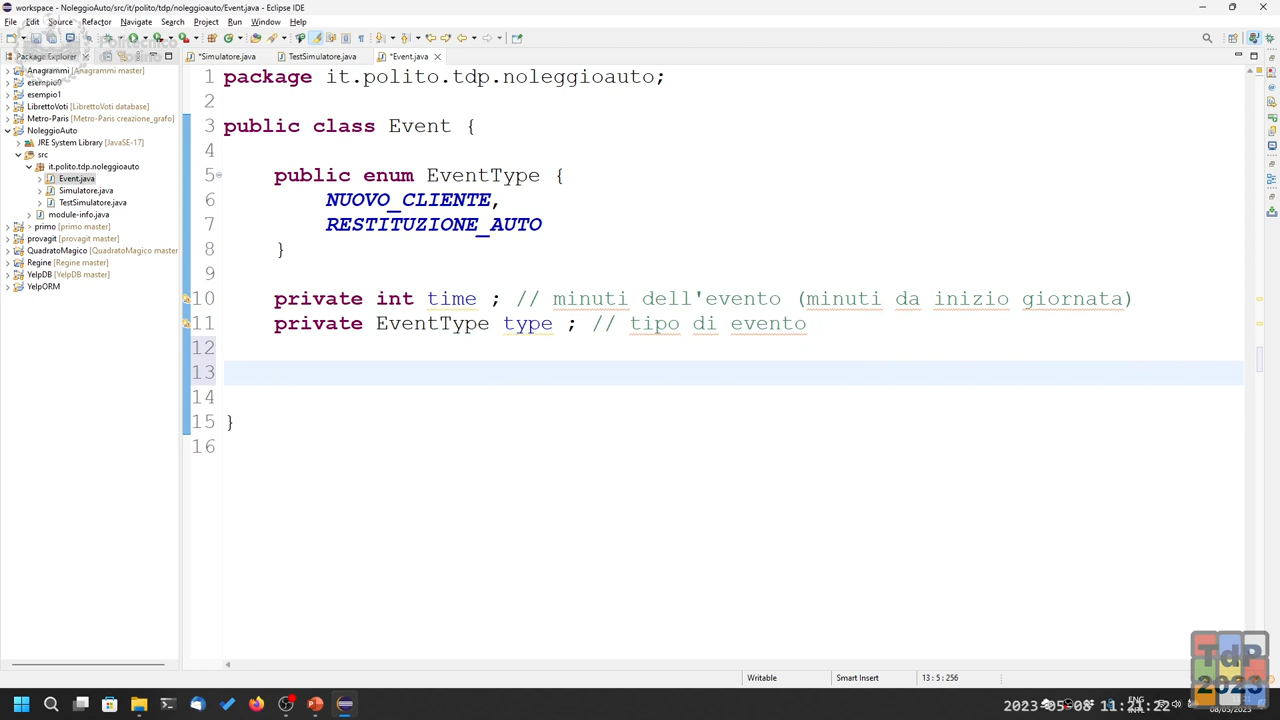 workspace - NoleggioAuto/src/it/polito/tdp/noleggioauto/Event.java - Eclipse IDE
File Edit Source Refactor Navigate Search Project Run Window Help
Politecnico
Package Explorer
*Simulatore.java TestSimulatore.java *Event.java
Anagrammi [Anagrammi master]
esempio1
LibrettoVoti [LibrettoVoti database]
Metro-Paris [Metro-Paris creazione_grafo]
NoleggioAuto
JRE System Library [JavaSE-17]
src
it.polito.tdp.noleggioauto
Event.java
Simulatore.java
TestSimulatore.java
module-info.java
primo [primo master]
provagit [provagit master]
QuadratoMagico [QuadratoMagico master]
Regine [Regine master]
YelpDB [YelpDB master]
YelpORM
1 package it.polito.tdp.noleggioauto;
2
3 public class Event {
4
5 public enum EventType {
6 NUOVO_CLIENTE,
7 RESTITUZIONE_AUTO
8 }
9
10 private int time ; // minuti dell'evento (minuti da inizio giornata)
11 private EventType type ; // tipo di evento
12
13
14
15 }
16
Writable Smart Insert 13 : 5 : 256
TdP
2023
ENG
INTL